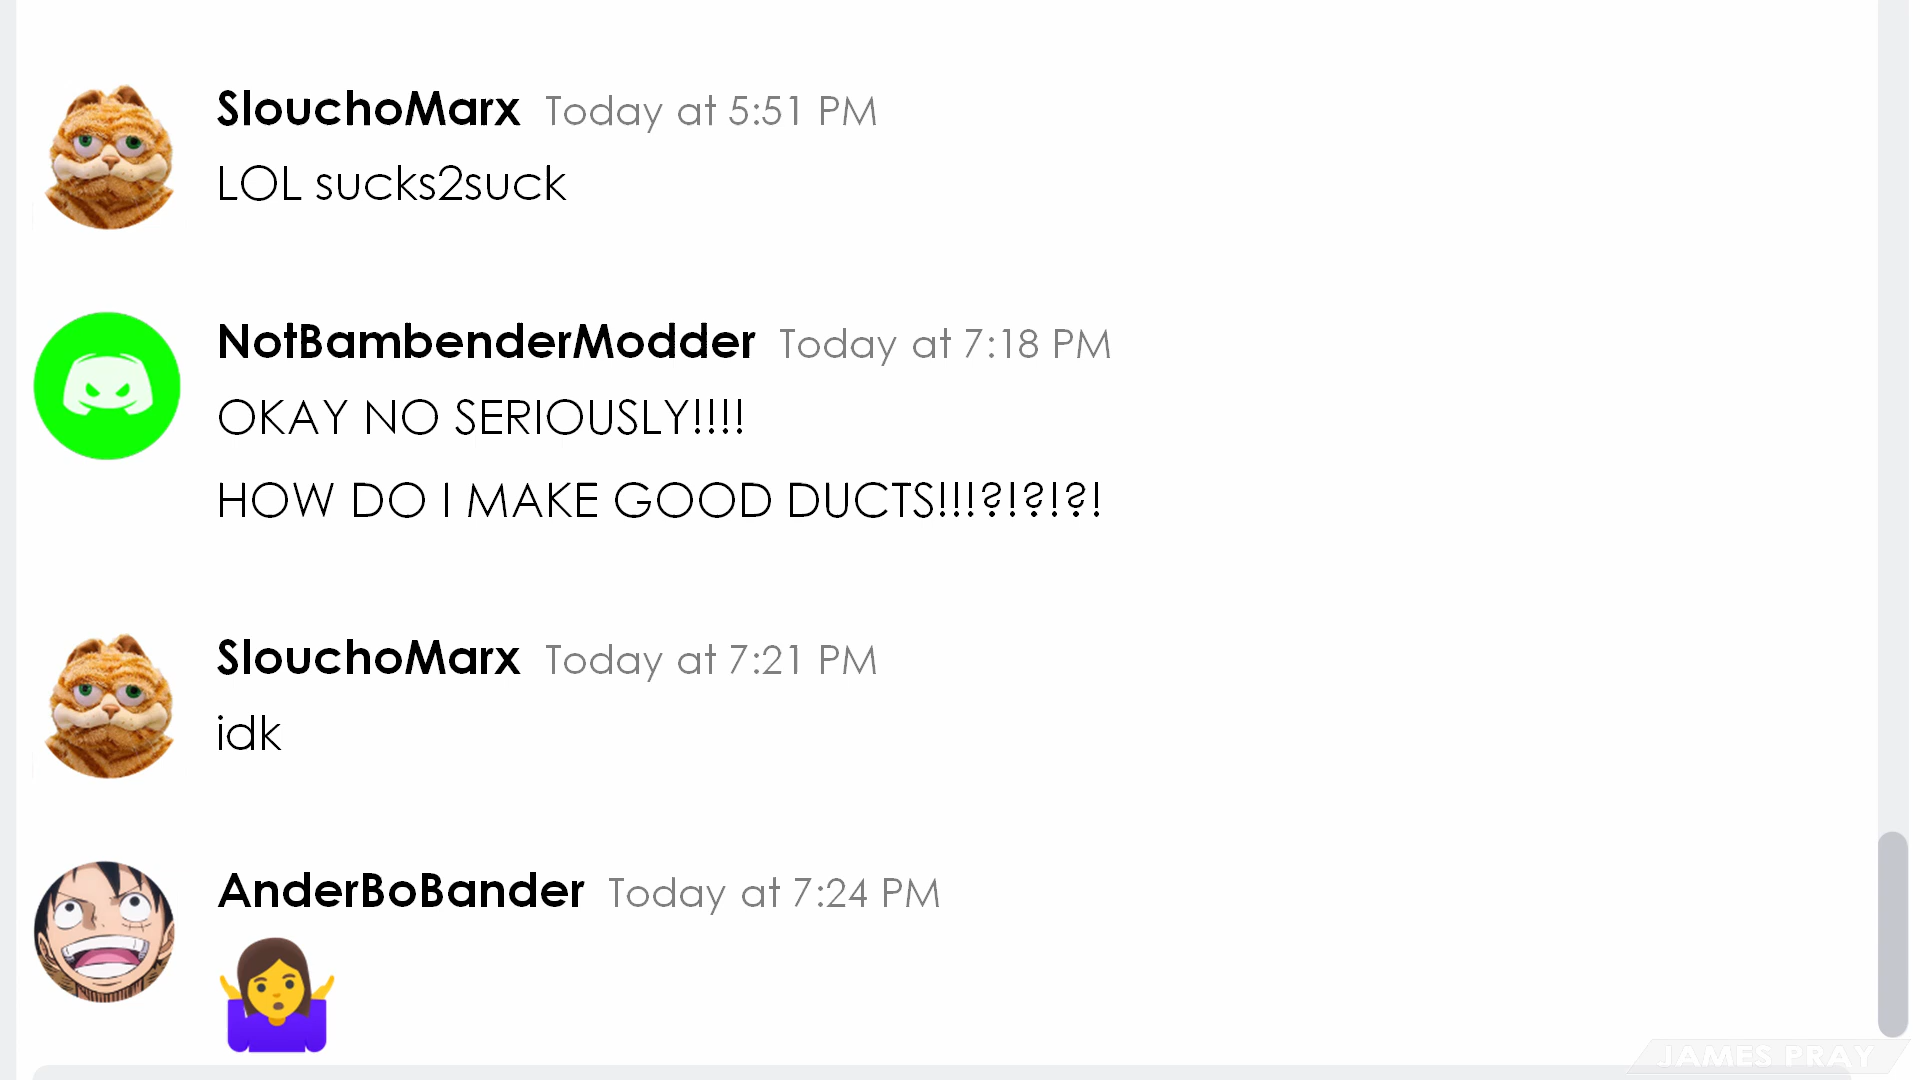 SlouchoMarx Today at 5:51 PM
LOL sucks2suck
NotBambenderModder Today at 7:18 PM
OKAY NO SERIOUSLY!!!!
HOW DO I MAKE GOOD DUCTS!!!?!?!?!
SlouchoMarx Today at 7:21 PM
idk
AnderBoBander Today at 7:24 PM
JAMES PRAY